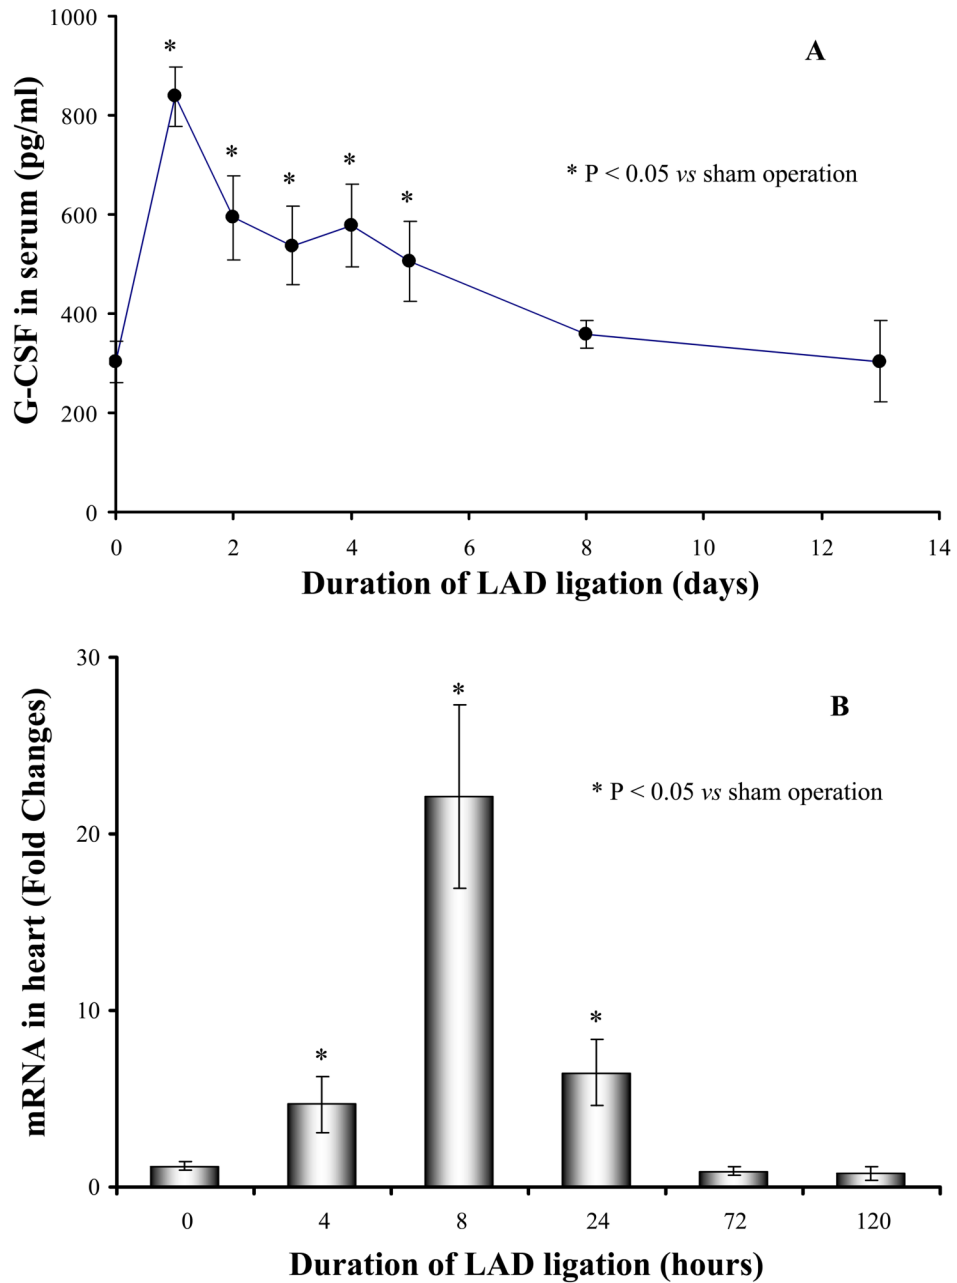 1000
*
A
800
* P < 0.05 vs sham operation
*
*
*
*
600
G-CSF in serum (pg/ml)
400
200
0
0 2 4 6 8 10 12 14
Duration of LAD ligation (days)
30
*
B
* P < 0.05 vs sham operation
20
mRNA in heart (Fold Changes)
10
*
*
0
0 4 8 24 72 120
Duration of LAD ligation (hours)